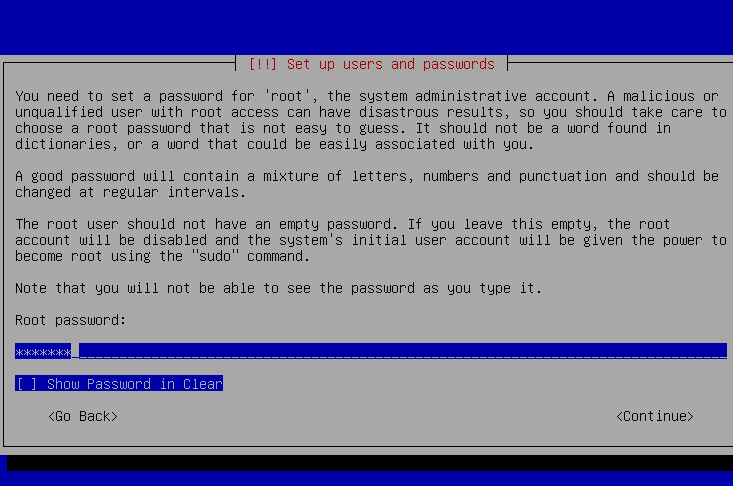 [!!] Set up users and passwords
You need to set a password for 'root', the system administrative account. A malicious or
unqualified user with root access can have disastrous results, so you should take care to
choose a root password that is not easy to guess. It should not be a word found in
dictionaries, or a word that could be easily associated with you.
A good password will contain a mixture of letters, numbers and punctuation and should be
changed at regular intervals.
The root user should not have an empty password. If you leave this empty, the root
account will be disabled and the system's initial user account will be given the power to
become root using the "sudo" command.
Note that you will not be able to see the password as you type it.
Root password:
*******
[ ] Show Password in Clear
<Go Back>
<Continue>